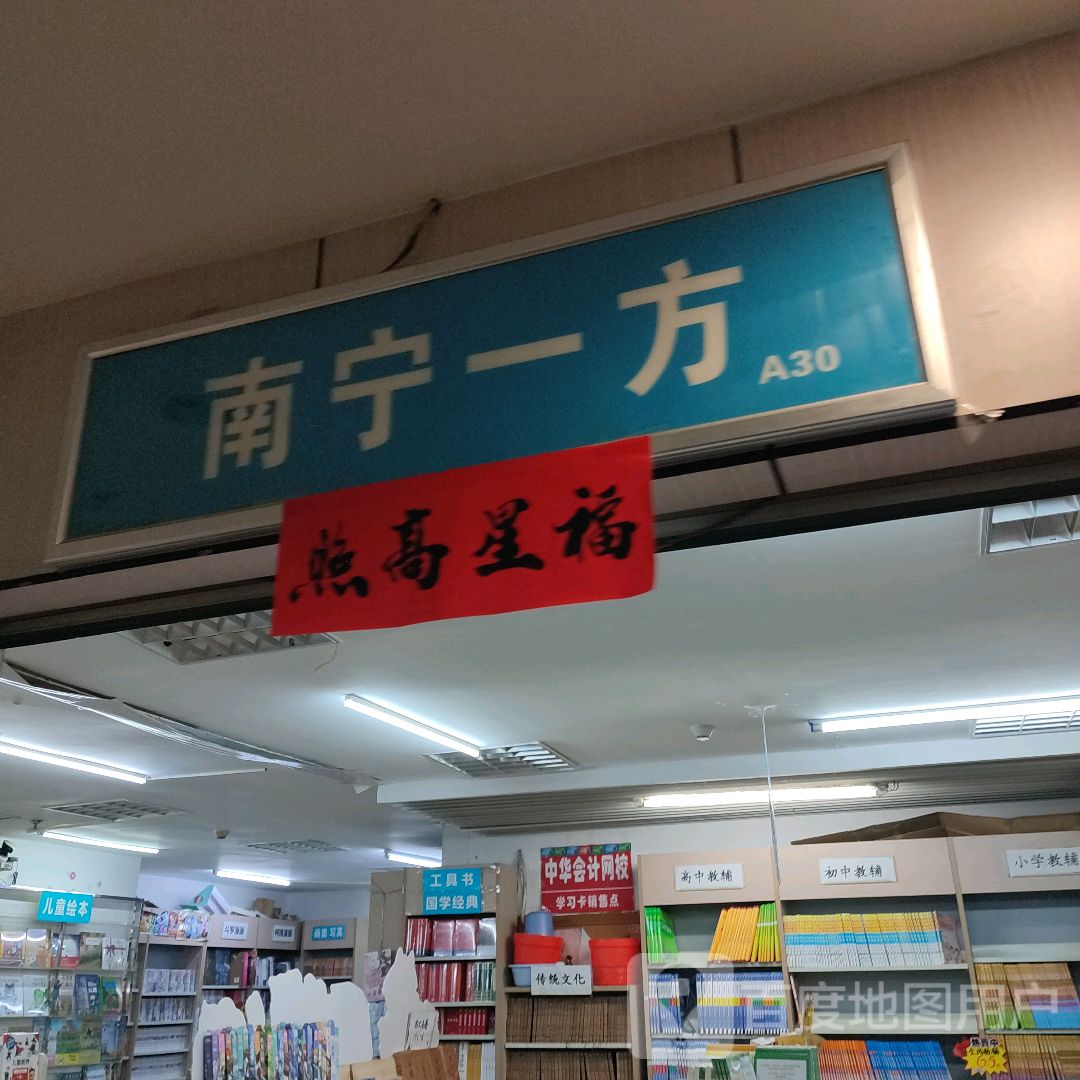 南宁一方
A30
照高星福
工具书
国学经典
中华会计网校
学习卡销售点
高中教辅
初中教辅
小学教辅
儿童绘本
传统文化
百度地图用户